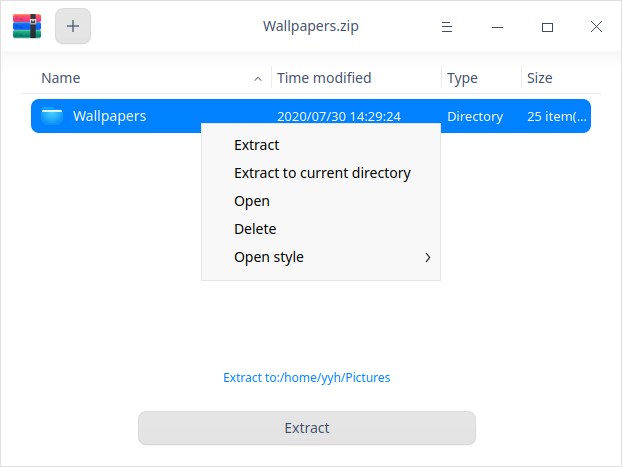 Wallpapers.zip
Name Time modified Type Size
Wallpapers 2020/07/30 14:29:24 Directory 25 item(...
Extract
Extract to current directory
Open
Delete
Open style
Extract to:/home/yyh/Pictures
Extract